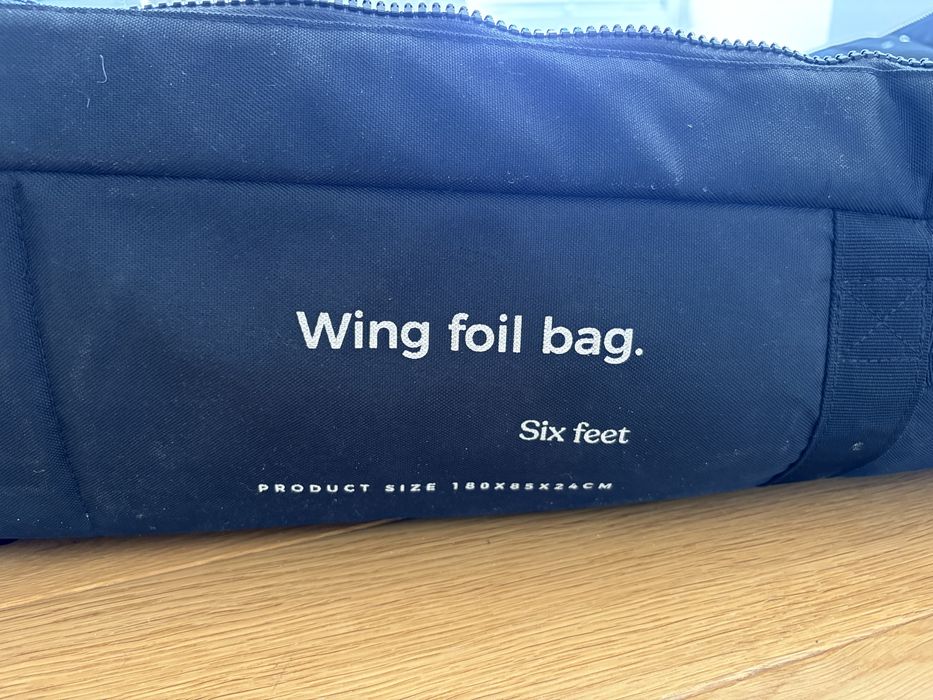 Wing foil bag.
Six feet
PRODUCT SIZE 180X85X24CM